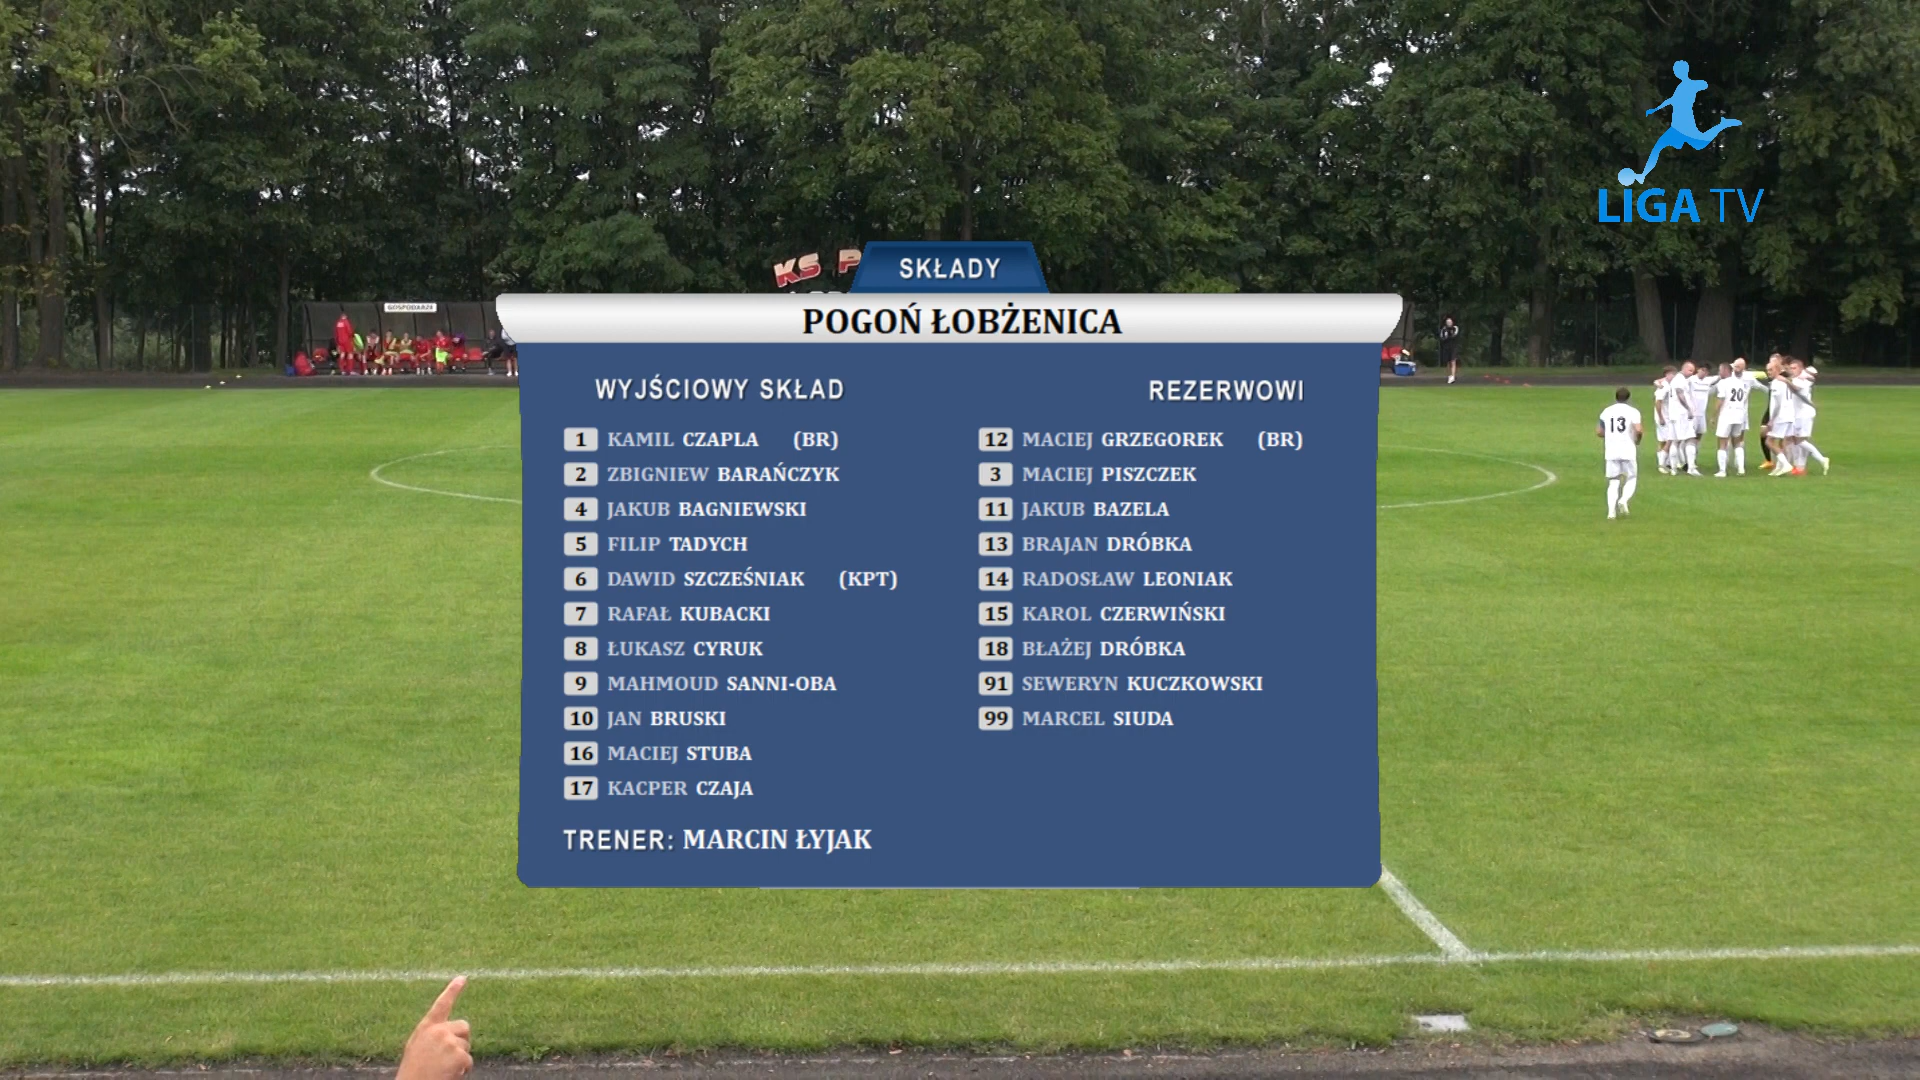 LIGA TV
KS P
SKŁADY
GOSPODARZE
POGOŃ ŁOBŻENICA
WYJŚCIOWY SKŁAD
1 KAMIL CZAPLA (BR)
2 ZBIGNIEW BARAŃCZYK
4 JAKUB BAGNIEWSKI
5 FILIP TADYCH
6 DAWID SZCZEŚNIAK (KPT)
7 RAFAŁ KUBACKI
8 ŁUKASZ CYRUK
9 MAHMOUD SANNI-OBA
10 JAN BRUSKI
16 MACIEJ STUBA
17 KACPER CZAJA
TRENER: MARCIN ŁYJAK
REZERWOWI
12 MACIEJ GRZEGOREK (BR)
3 MACIEJ PISZCZEK
11 JAKUB BAZELA
13 BRAJAN DRÓBKA
14 RADOSŁAW LEONIAK
15 KAROL CZERWIŃSKI
18 BŁAŻEJ DRÓBKA
91 SEWERYN KUCZKOWSKI
99 MARCEL SIUDA
13
20